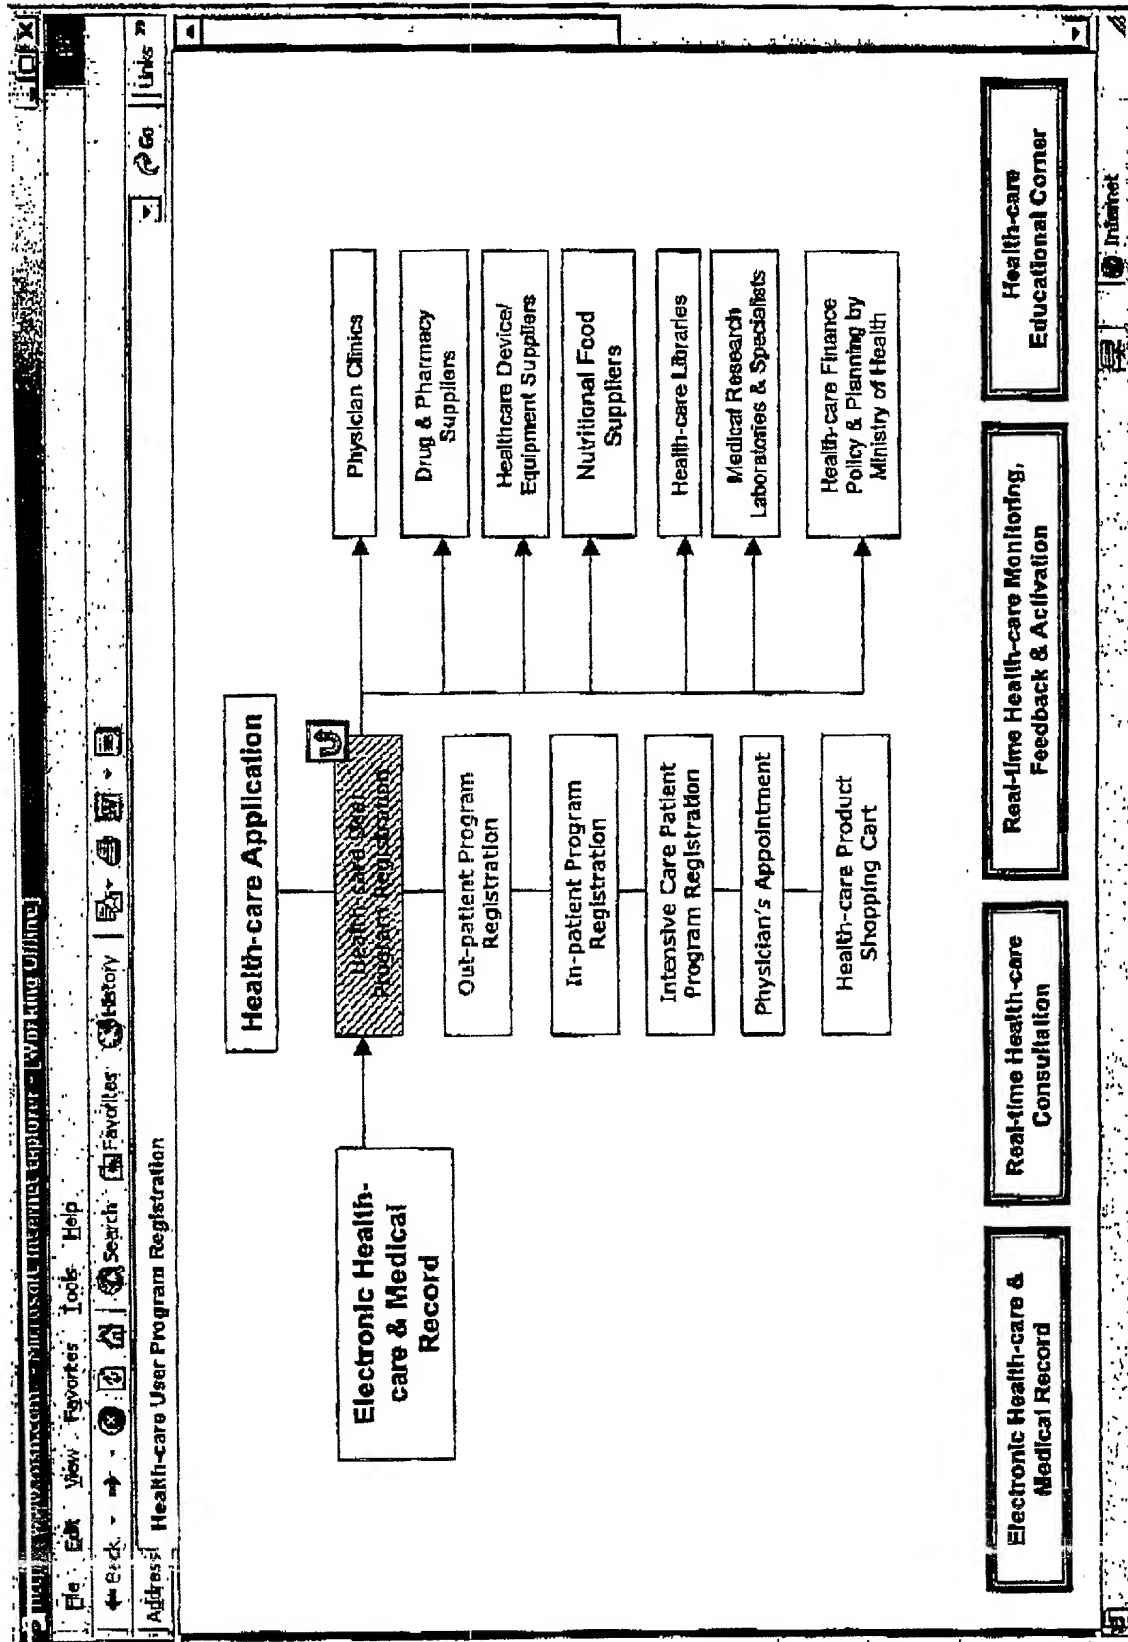 Microsoft Internet Explorer - [Working Offline]
File Edit View Favorites Tools Help
Back Search Favorites History
Address Health-care User Program Registration Go Links »
Health-care Application
Electronic Health-
care & Medical
Record
Health-care User
Program Registration
Out-patient Program
Registration
In-patient Program
Registration
Intensive Care Patient
Program Registration
Physician's Appointment
Health-care Product
Shopping Cart
Physician Clinics
Drug & Pharmacy
Suppliers
Healthcare Device/
Equipment Suppliers
Nutritional Food
Suppliers
Health-care Libraries
Medical Research
Laboratories & Specialists
Health-care Finance
Policy & Planning by
Ministry of Health
Electronic Health-care &
Medical Record
Real-time Health-care
Consultation
Real-time Health-care Monitoring,
Feedback & Activation
Health-care
Educational Corner
Internet